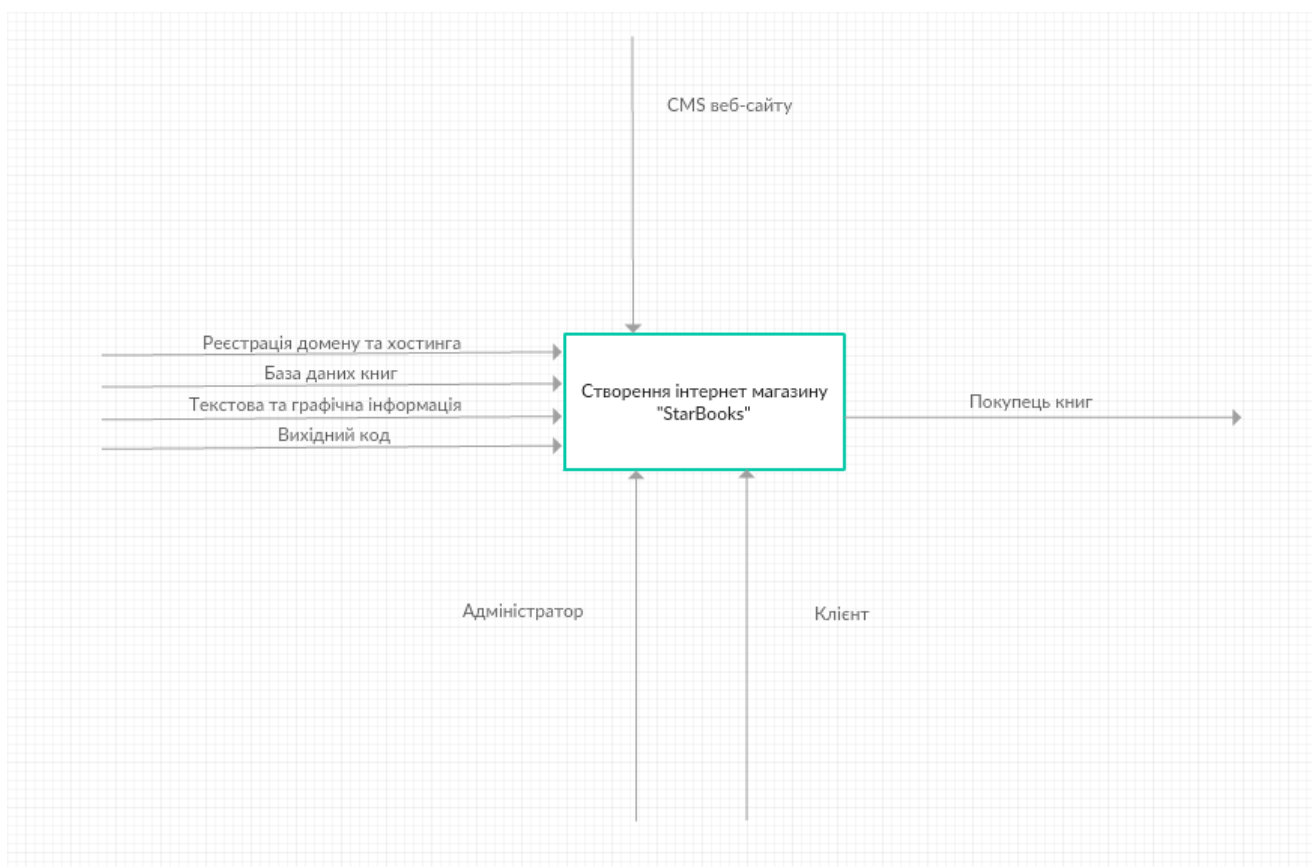 CMS веб-сайту
Реєстрація домену та хостинга
База даних книг
Текстова та графічна інформація
Вихідний код
Створення інтернет магазину
"StarBooks"
Покупець книг
Адміністратор
Клієнт